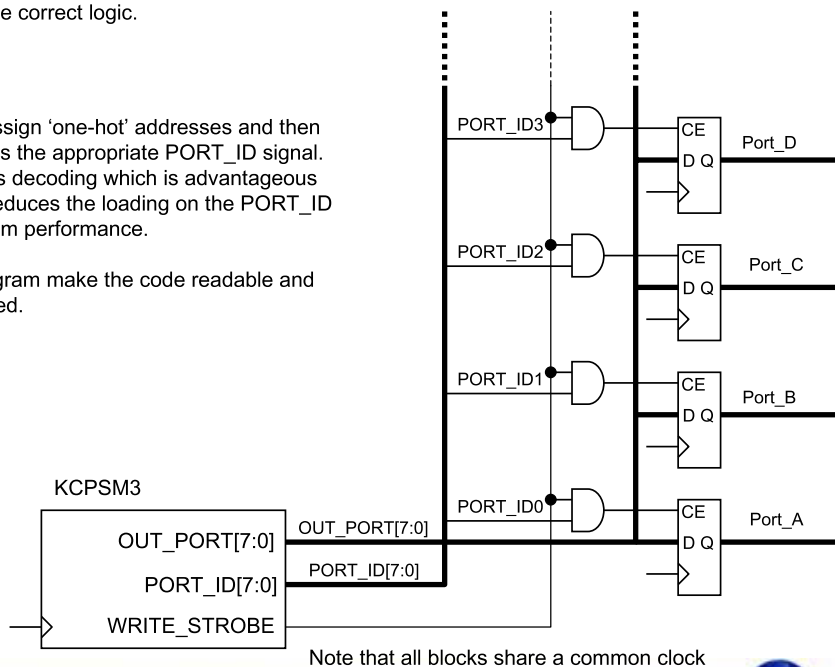 e correct logic.
ssign ‘one-hot’ addresses and then
s the appropriate PORT_ID signal.
s decoding which is advantageous
educes the loading on the PORT_ID
m performance.
gram make the code readable and
ed.
PORT_ID3
CE
D Q
Port_D
PORT_ID2
CE
D Q
Port_C
PORT_ID1
CE
D Q
Port_B
PORT_ID0
CE
D Q
Port_A
KCPSM3
OUT_PORT[7:0]
OUT_PORT[7:0]
PORT_ID[7:0]
PORT_ID[7:0]
WRITE_STROBE
Note that all blocks share a common clock